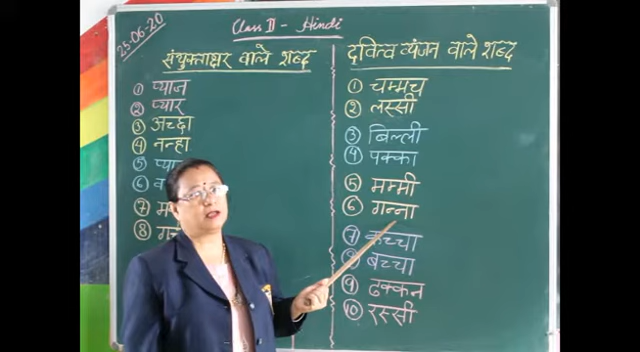 25-06-20
Class II - Hindi
संयुक्ताक्षर वाले शब्द
① प्याज
② प्यार
③ अच्छा
④ नन्हा
⑤
⑥
⑦
⑧
दवित्व व्यंजन वाले शब्द
① चम्मच
② लस्सी
③ बिल्ली
④ पक्का
⑤ मम्मी
⑥ गन्ना
⑦ कच्चा
⑧ बच्चा
⑨ ढक्कन
⑩ रस्सी